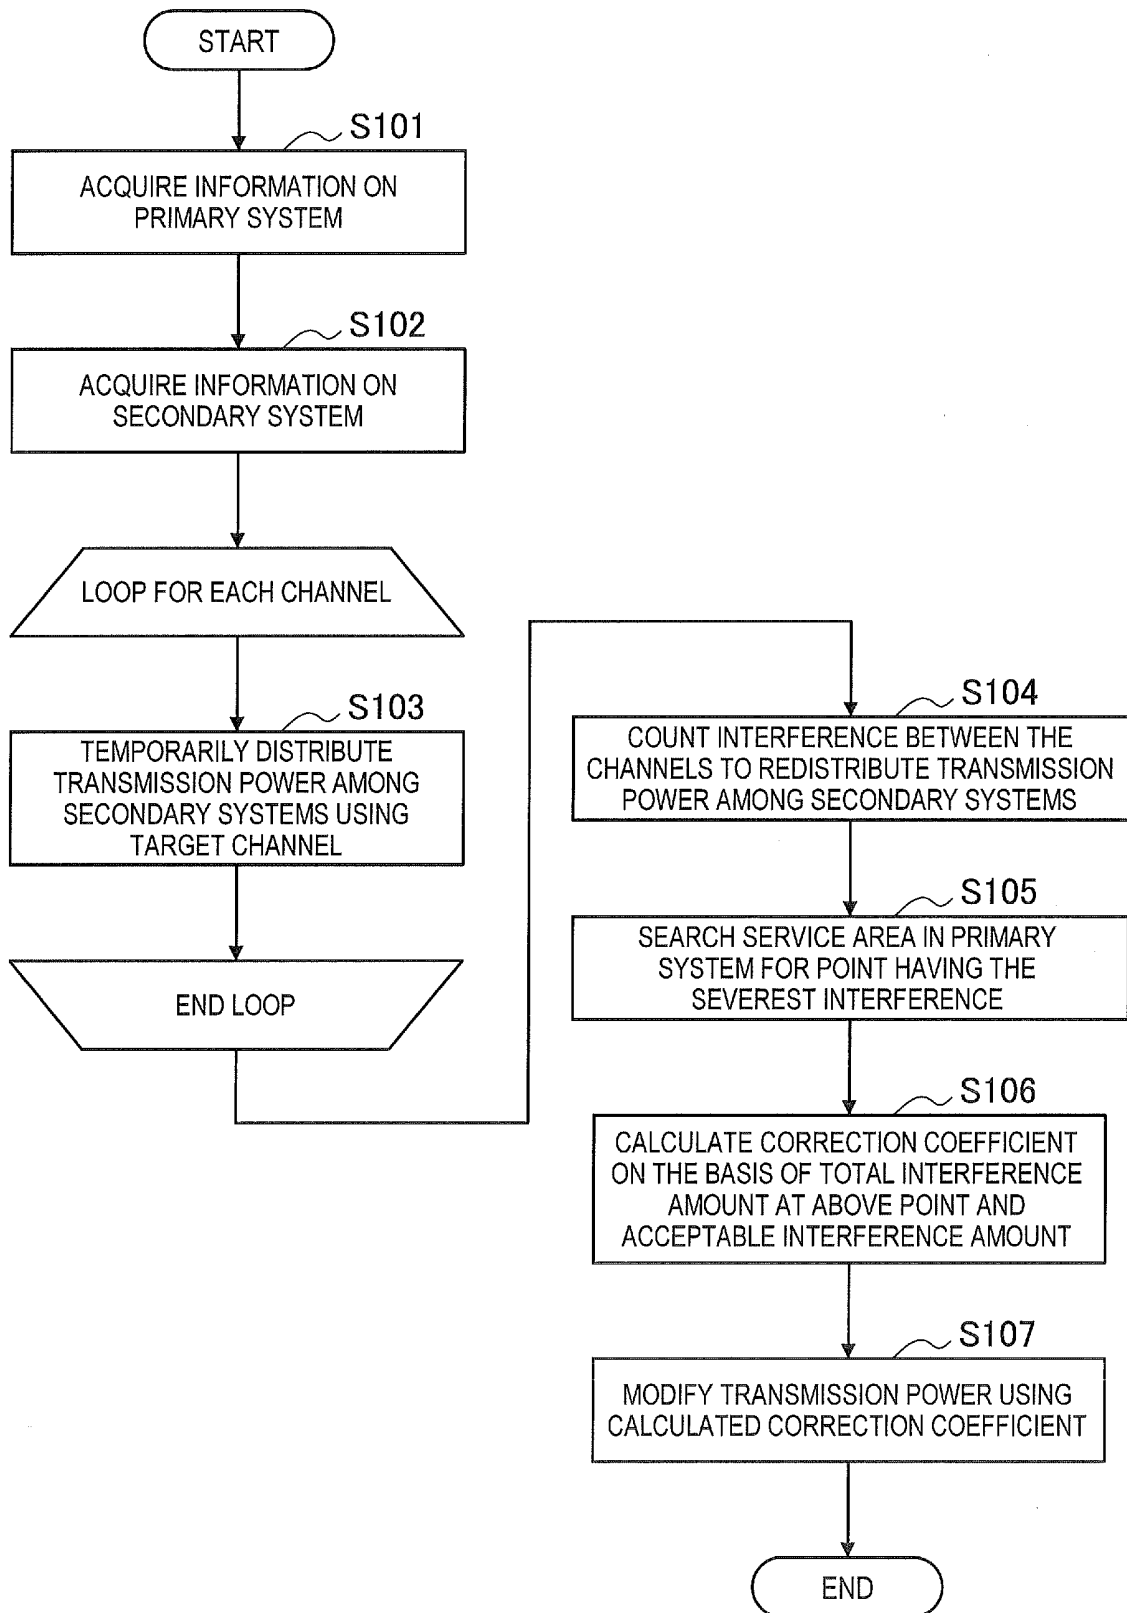 START
S101
ACQUIRE INFORMATION ON
PRIMARY SYSTEM
S102
ACQUIRE INFORMATION ON
SECONDARY SYSTEM
LOOP FOR EACH CHANNEL
S103
TEMPORARILY DISTRIBUTE
TRANSMISSION POWER AMONG
SECONDARY SYSTEMS USING
TARGET CHANNEL
END LOOP
S104
COUNT INTERFERENCE BETWEEN THE
CHANNELS TO REDISTRIBUTE TRANSMISSION
POWER AMONG SECONDARY SYSTEMS
S105
SEARCH SERVICE AREA IN PRIMARY
SYSTEM FOR POINT HAVING THE
SEVEREST INTERFERENCE
S106
CALCULATE CORRECTION COEFFICIENT
ON THE BASIS OF TOTAL INTERFERENCE
AMOUNT AT ABOVE POINT AND
ACCEPTABLE INTERFERENCE AMOUNT
S107
MODIFY TRANSMISSION POWER USING
CALCULATED CORRECTION COEFFICIENT
END